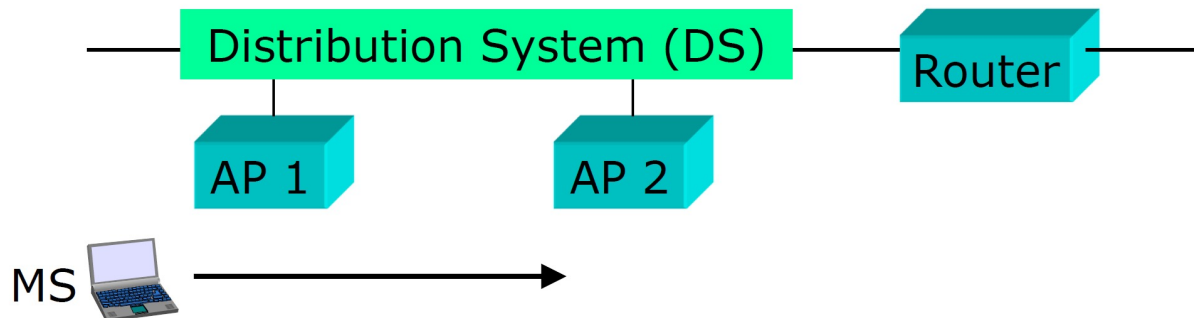 Distribution System (DS)
Router
AP 1
AP 2
MS